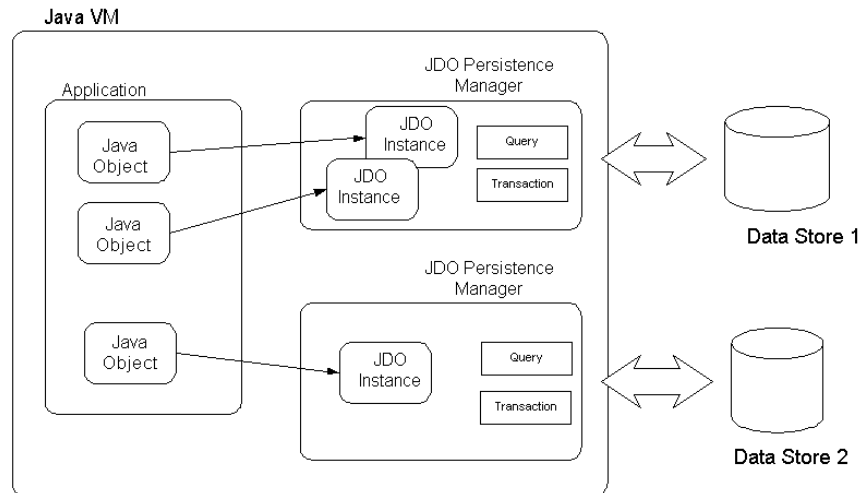 Java VM
Application
JDO Persistence
Manager
Java
Object
JDO
Instance
Query
JDO
Instance
Transaction
Java
Object
Data Store 1
JDO Persistence
Manager
Java
Object
JDO
Instance
Query
Transaction
Data Store 2